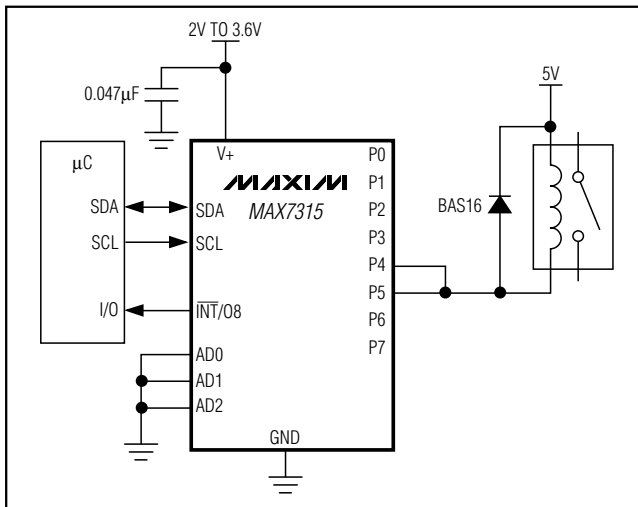 2V TO 3.6V
0.047μF
5V
μC
V+
P0
MAXIM
P1
SDA
SDA
MAX7315
P2
BAS16
SCL
SCL
P3
P4
P5
I/O
INT/O8
P6
AD0
P7
AD1
AD2
GND